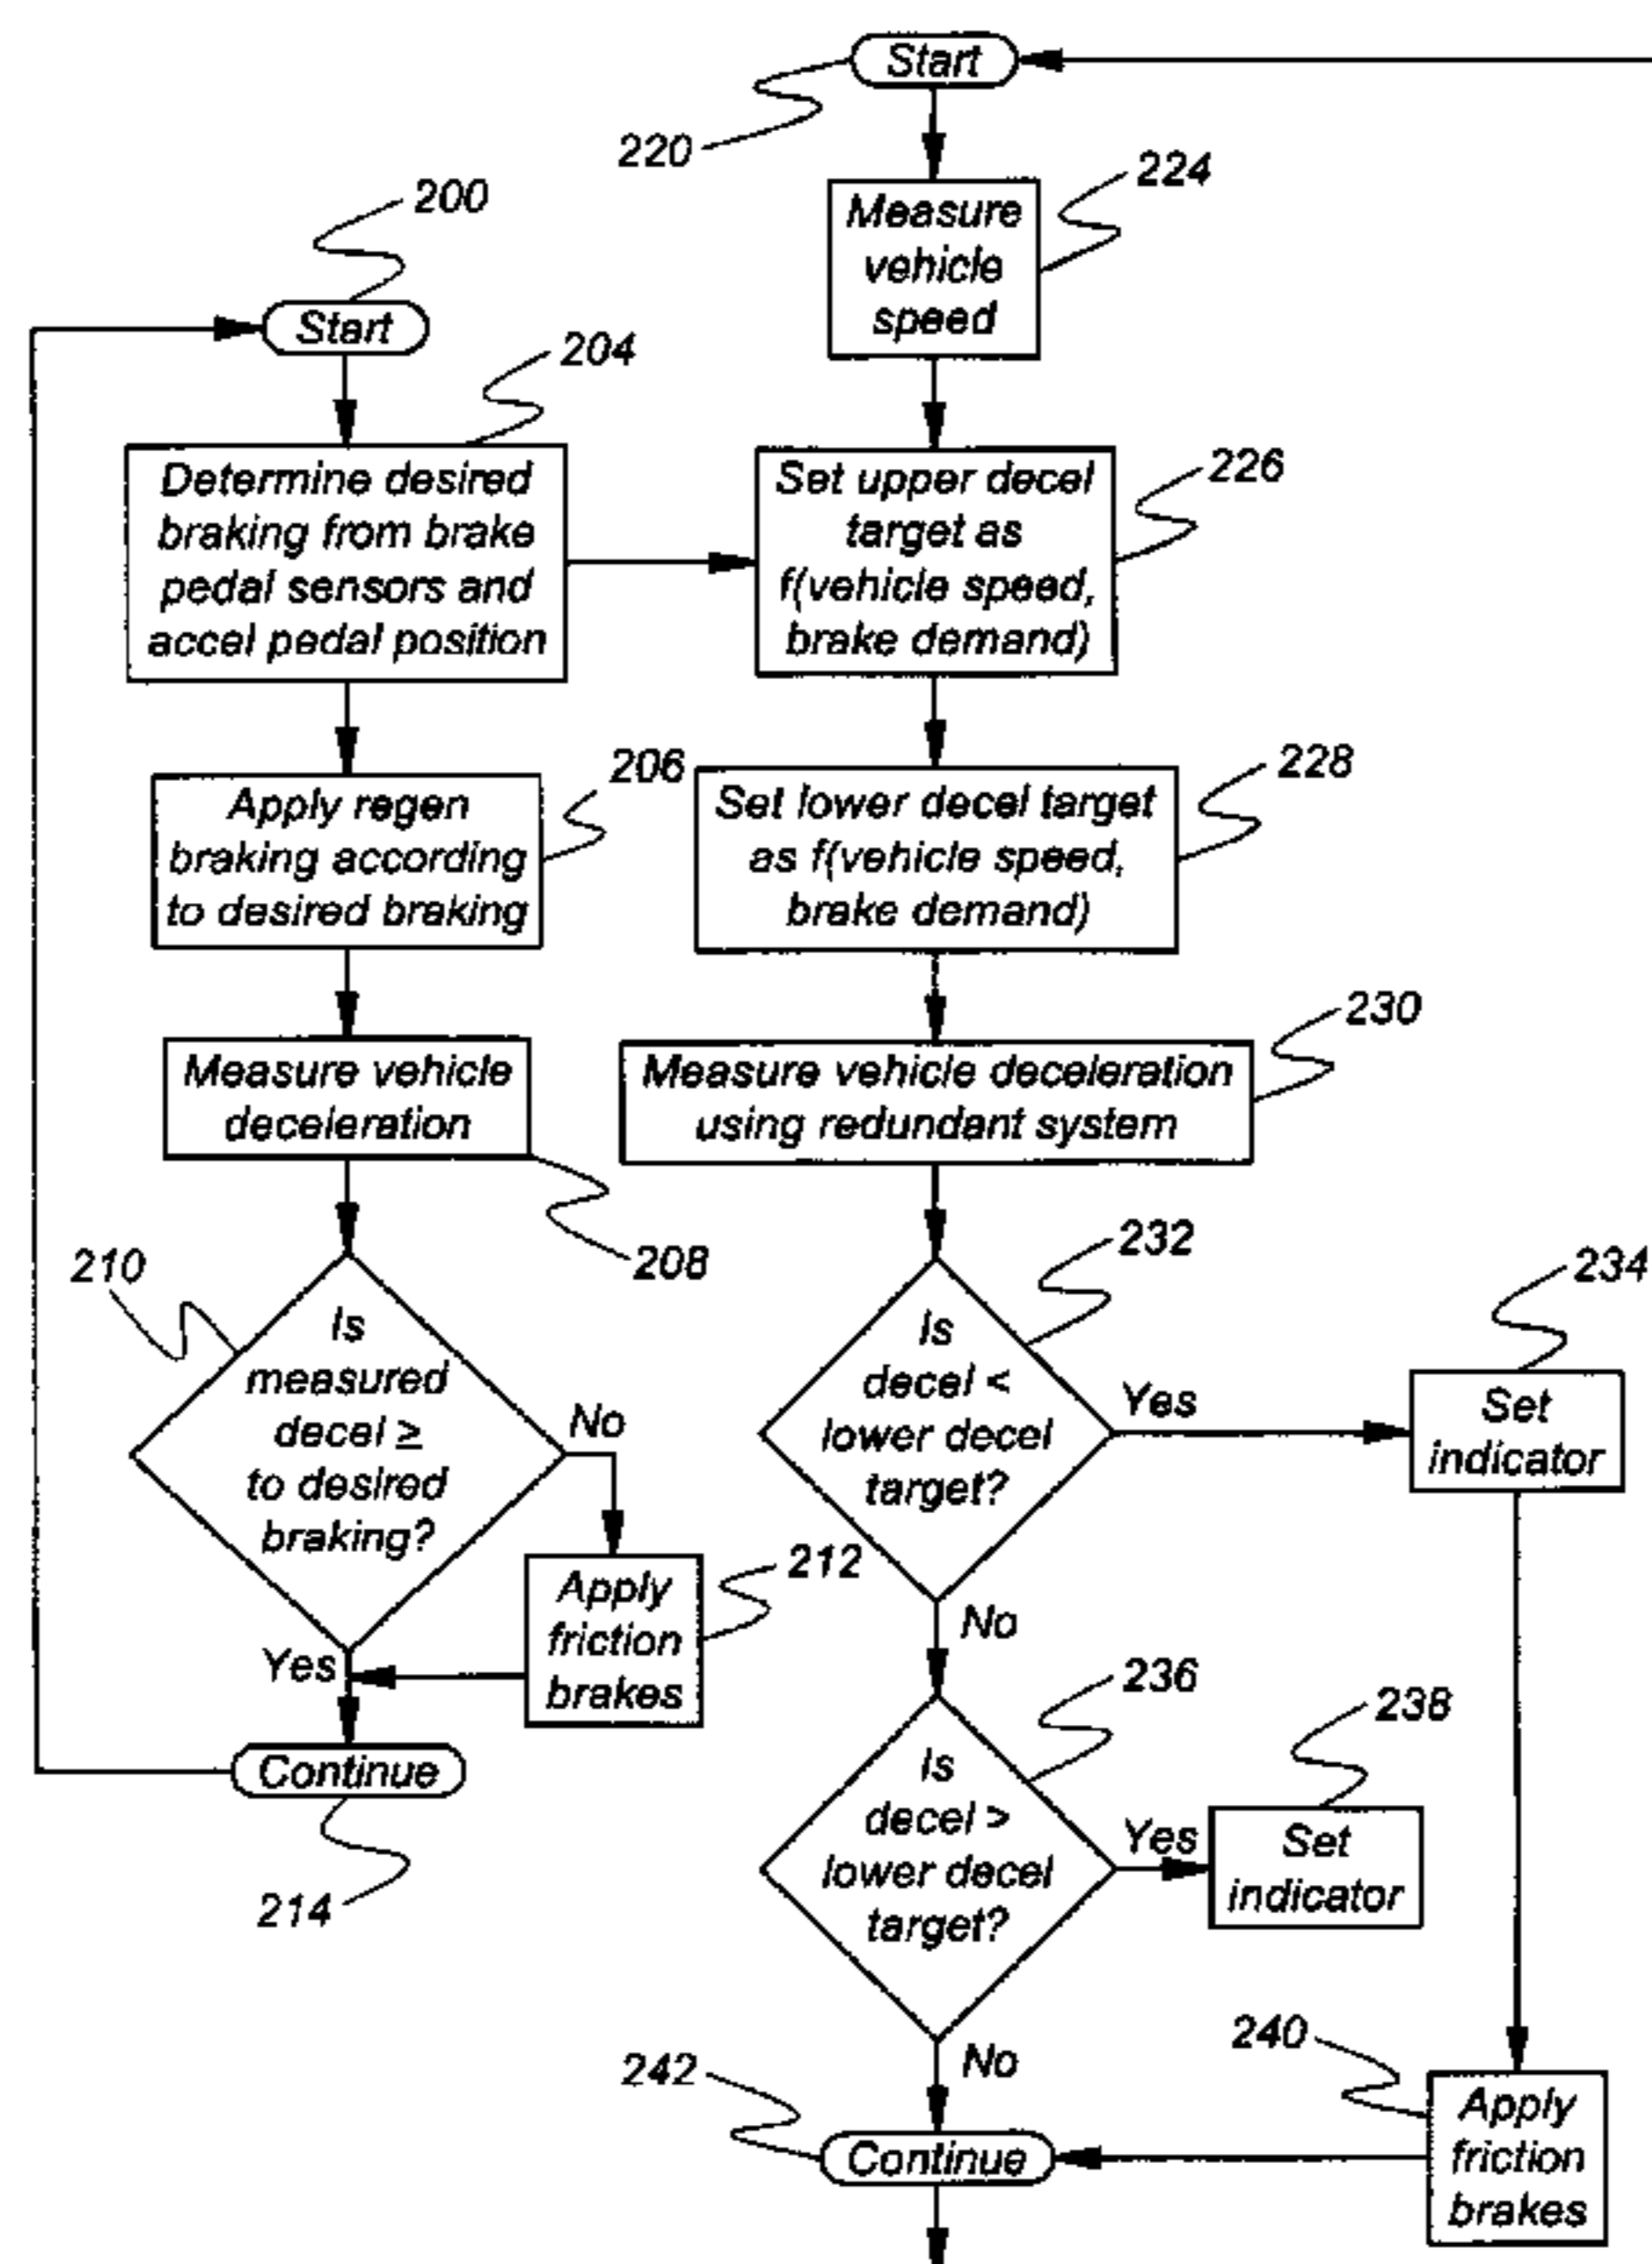 200
Start
204
Determine desired
braking from brake
pedal sensors and
accel pedal position
Apply regen
braking according
to desired braking
206
Measure vehicle
deceleration
208
210
Is
measured
decel ≥
to desired
braking?
No
Apply
friction
brakes
212
Yes
Continue
214
Start
220
Measure
vehicle
speed
224
Set upper decel
target as
f(vehicle speed,
brake demand)
226
Set lower decel target
as f(vehicle speed,
brake demand)
228
Measure vehicle deceleration
using redundant system
230
Is
decel <
lower decel
target?
232
Yes
Set
indicator
234
No
Is
decel >
lower decel
target?
236
Yes
Set
indicator
238
No
Apply
friction
brakes
240
Continue
242